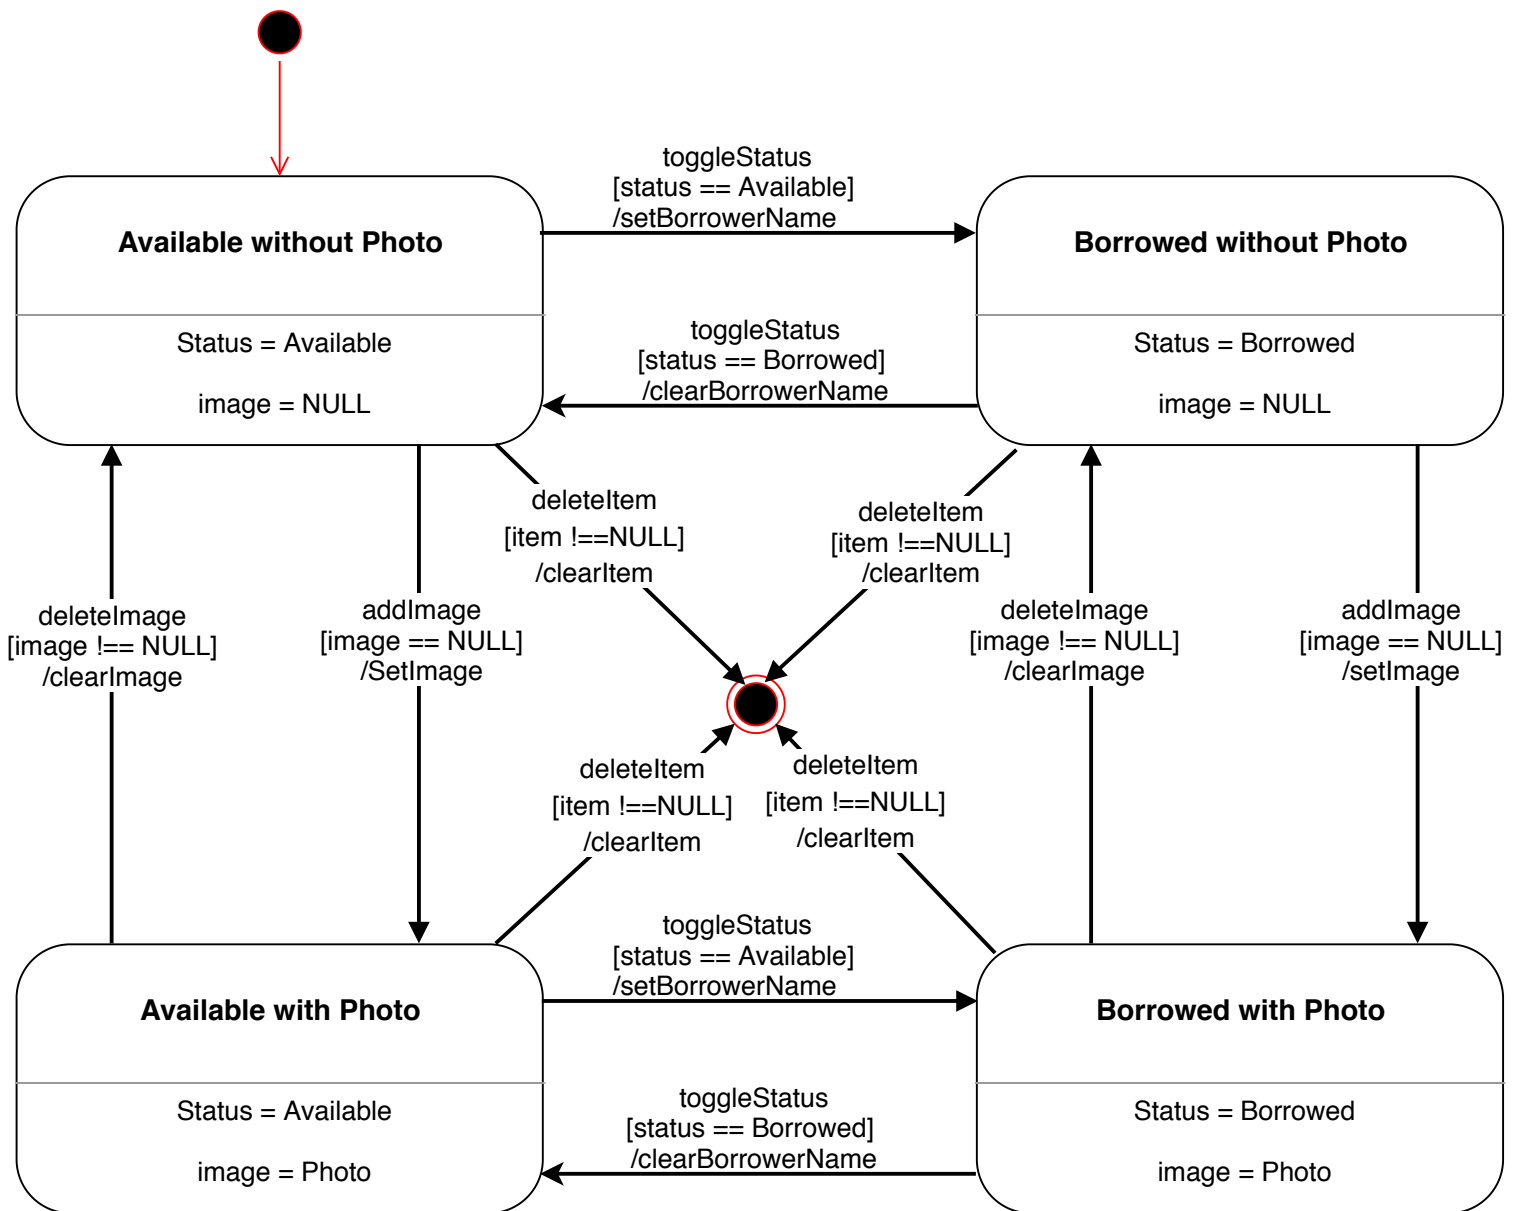 toggleStatus
[status == Available]
/setBorrowerName
Available without Photo
Borrowed without Photo
Status = Available
image = NULL
toggleStatus
[status == Borrowed]
/clearBorrowerName
Status = Borrowed
image = NULL
deleteItem
[item !==NULL]
/clearItem
deleteItem
[item !==NULL]
/clearItem
deleteImage
[image !== NULL]
/clearImage
addImage
[image == NULL]
/SetImage
deleteImage
[image !== NULL]
/clearImage
addImage
[image == NULL]
/setImage
deleteItem
[item !==NULL]
/clearItem
deleteItem
[item !==NULL]
/clearItem
toggleStatus
[status == Available]
/setBorrowerName
Available with Photo
Borrowed with Photo
Status = Available
image = Photo
toggleStatus
[status == Borrowed]
/clearBorrowerName
Status = Borrowed
image = Photo